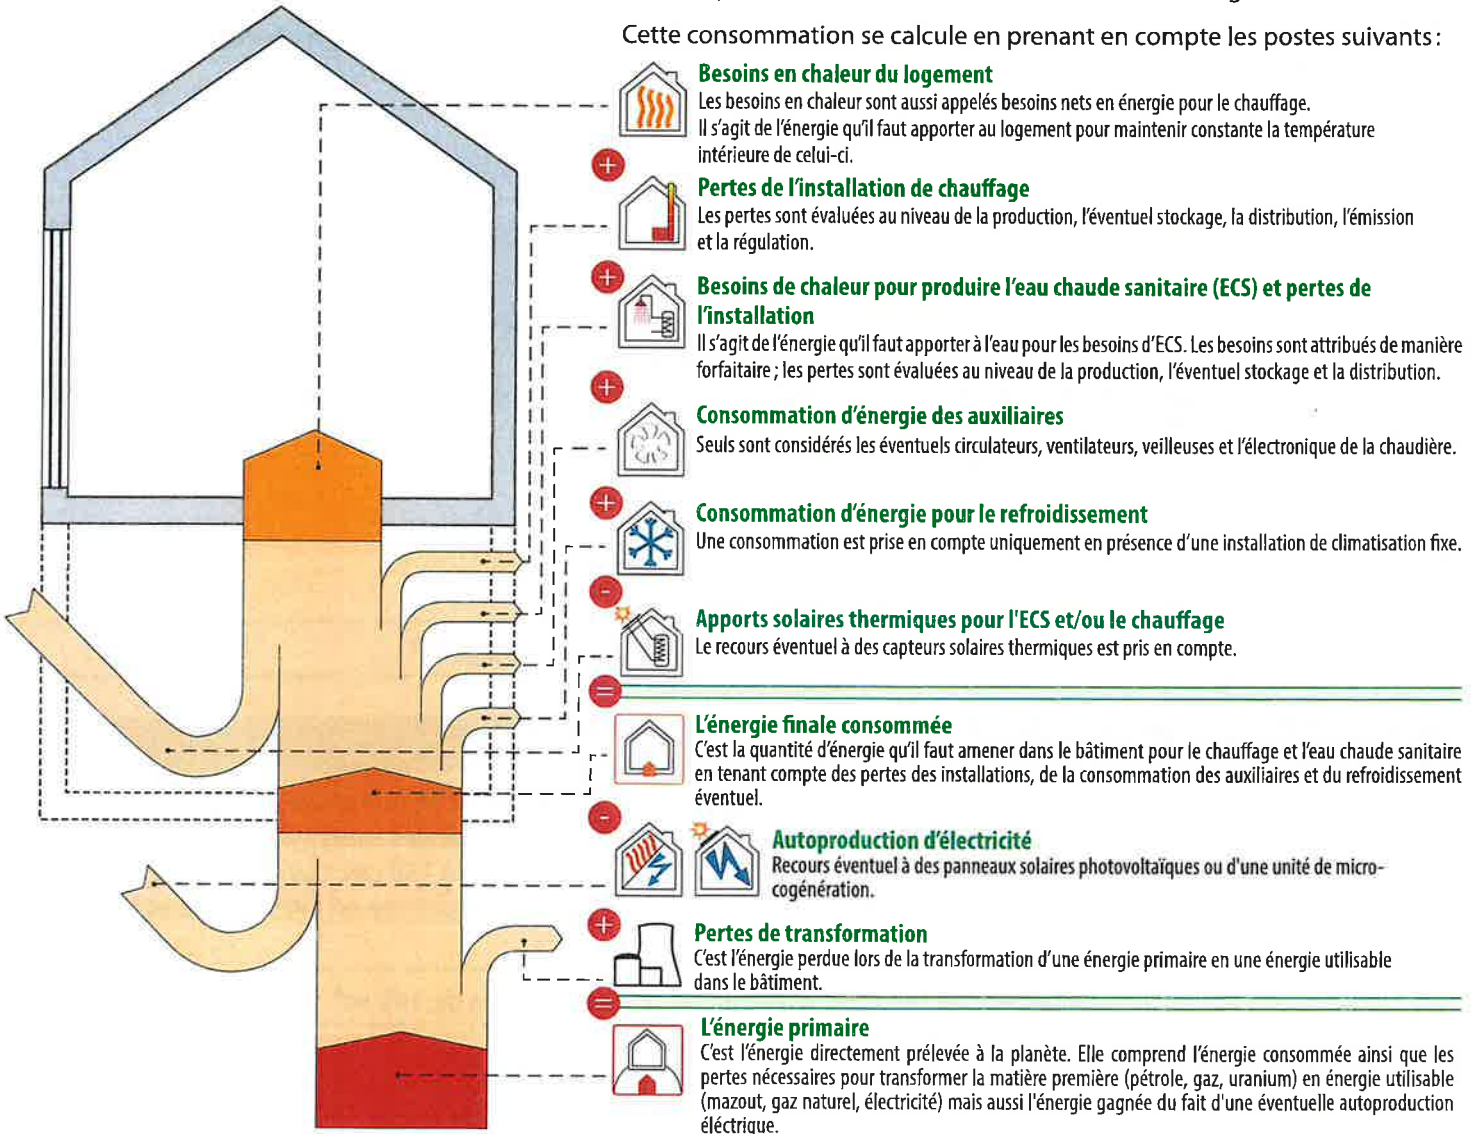 Cette consommation se calcule en prenant en compte les postes suivants :
Besoins en chaleur du logement
Les besoins en chaleur sont aussi appelés besoins nets en énergie pour le chauffage.
Il s'agit de l'énergie qu'il faut apporter au logement pour maintenir constante la température
intérieure de celui-ci.
+
Pertes de l'installation de chauffage
Les pertes sont évaluées au niveau de la production, l'éventuel stockage, la distribution, l'émission
et la régulation.
+
Besoins de chaleur pour produire l'eau chaude sanitaire (ECS) et pertes de
l'installation
Il s'agit de l'énergie qu'il faut apporter à l'eau pour les besoins d'ECS. Les besoins sont attribués de manière
forfaitaire ; les pertes sont évaluées au niveau de la production, l'éventuel stockage et la distribution.
+
Consommation d'énergie des auxiliaires
Seuls sont considérés les éventuels circulateurs, ventilateurs, veilleuses et l'électronique de la chaudière.
+
Consommation d'énergie pour le refroidissement
Une consommation est prise en compte uniquement en présence d'une installation de climatisation fixe.
-
Apports solaires thermiques pour l'ECS et/ou le chauffage
Le recours éventuel à des capteurs solaires thermiques est pris en compte.
=
L'énergie finale consommée
C'est la quantité d'énergie qu'il faut amener dans le bâtiment pour le chauffage et l'eau chaude sanitaire
en tenant compte des pertes des installations, de la consommation des auxiliaires et du refroidissement
éventuel.
-
Autoproduction d'électricité
Recours éventuel à des panneaux solaires photovoltaïques ou d'une unité de micro-
cogénération.
+
Pertes de transformation
C'est l'énergie perdue lors de la transformation d'une énergie primaire en une énergie utilisable
dans le bâtiment.
=
L'énergie primaire
C'est l'énergie directement prélevée à la planète. Elle comprend l'énergie consommée ainsi que les
pertes nécessaires pour transformer la matière première (pétrole, gaz, uranium) en énergie utilisable
(mazout, gaz naturel, électricité) mais aussi l'énergie gagnée du fait d'une éventuelle autoproduction
éléctrique.